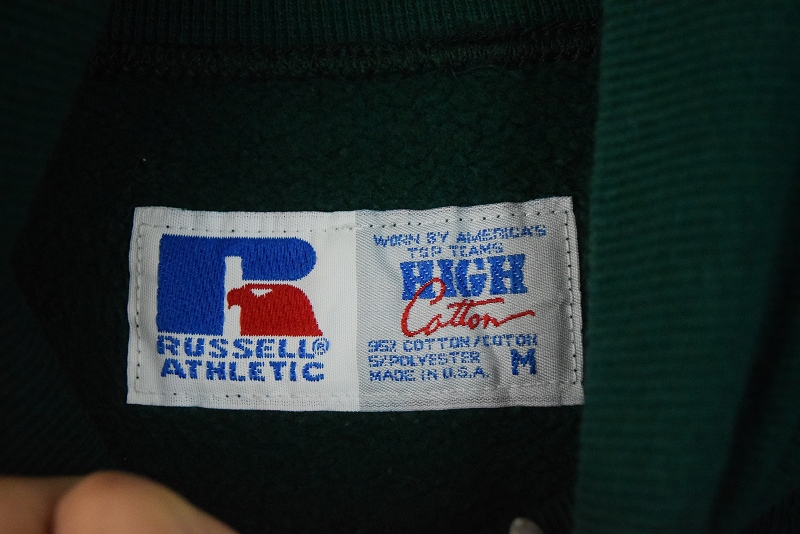 RUSSELL®
ATHLETIC
WORN BY AMERICA'S
TOP TEAMS
HIGH
Cotton
95% COTTON/COTON
5/POLYESTER
MADE IN U.S.A.
M